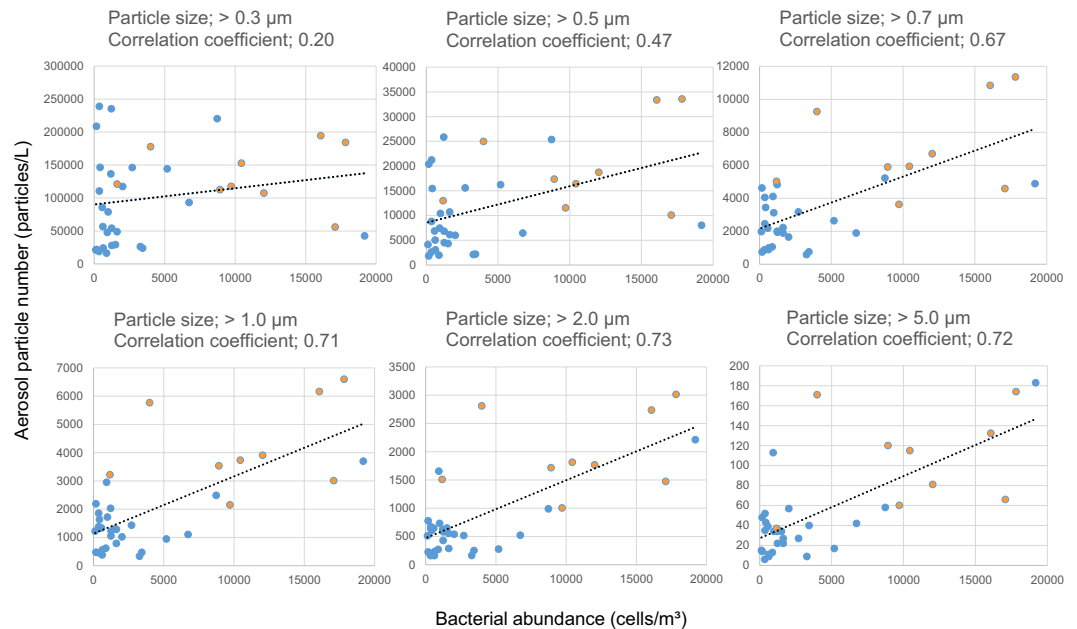 Particle size; > 0.3 µm
Correlation coefficient; 0.20
Particle size; > 0.5 µm
Correlation coefficient; 0.47
Particle size; > 0.7 µm
Correlation coefficient; 0.67
300000
250000
200000
150000
100000
50000
0
0 5000 10000 15000 20000
40000
35000
30000
25000
20000
15000
10000
5000
0
0 5000 10000 15000 20000
12000
10000
8000
6000
4000
2000
0
0 5000 10000 15000 20000
Aerosol particle number (particles/L)
Particle size; > 1.0 µm
Correlation coefficient; 0.71
Particle size; > 2.0 µm
Correlation coefficient; 0.73
Particle size; > 5.0 µm
Correlation coefficient; 0.72
7000
6000
5000
4000
3000
2000
1000
0
0 5000 10000 15000 20000
3500
3000
2500
2000
1500
1000
500
0
0 5000 10000 15000 20000
200
180
160
140
120
100
80
60
40
20
0
0 5000 10000 15000 20000
Bacterial abundance (cells/m³)